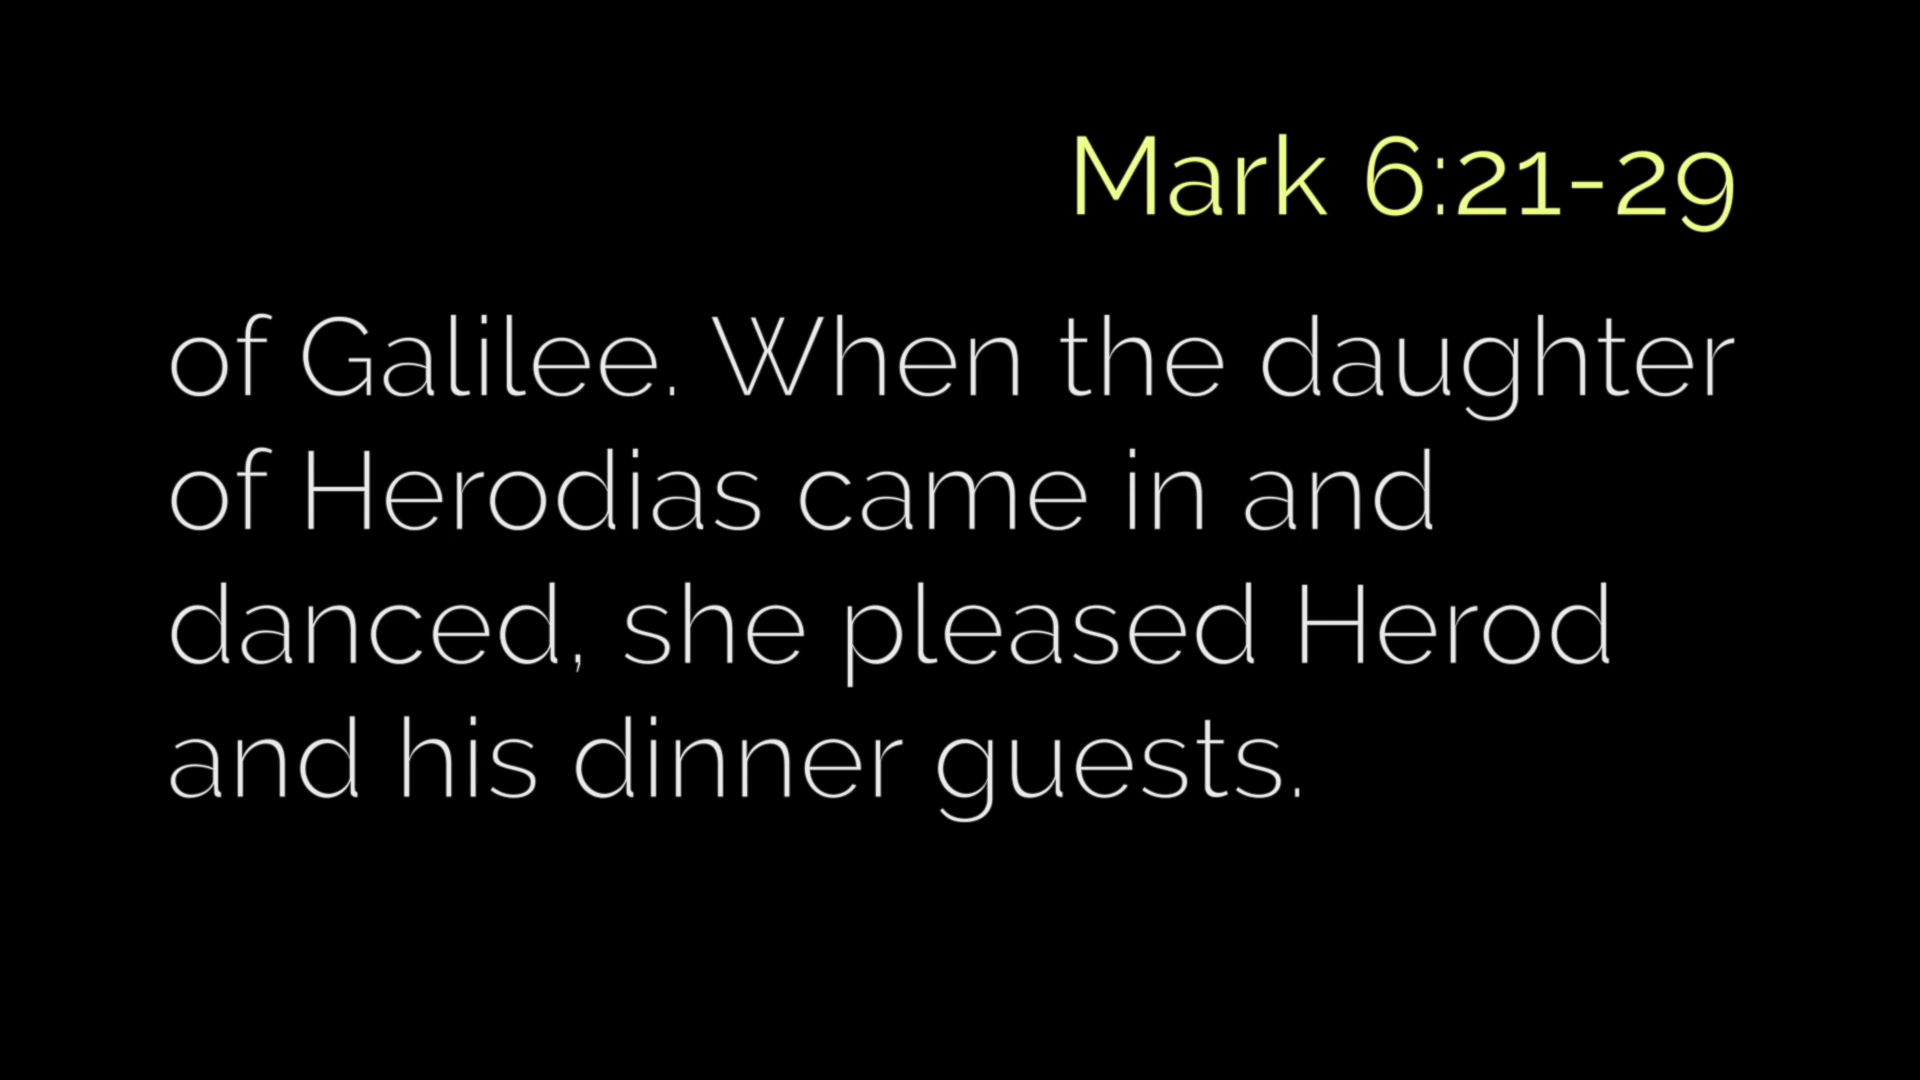 Mark 6:21-29
of Galilee. When the daughter
of Herodias came in and
danced, she pleased Herod
and his dinner guests.